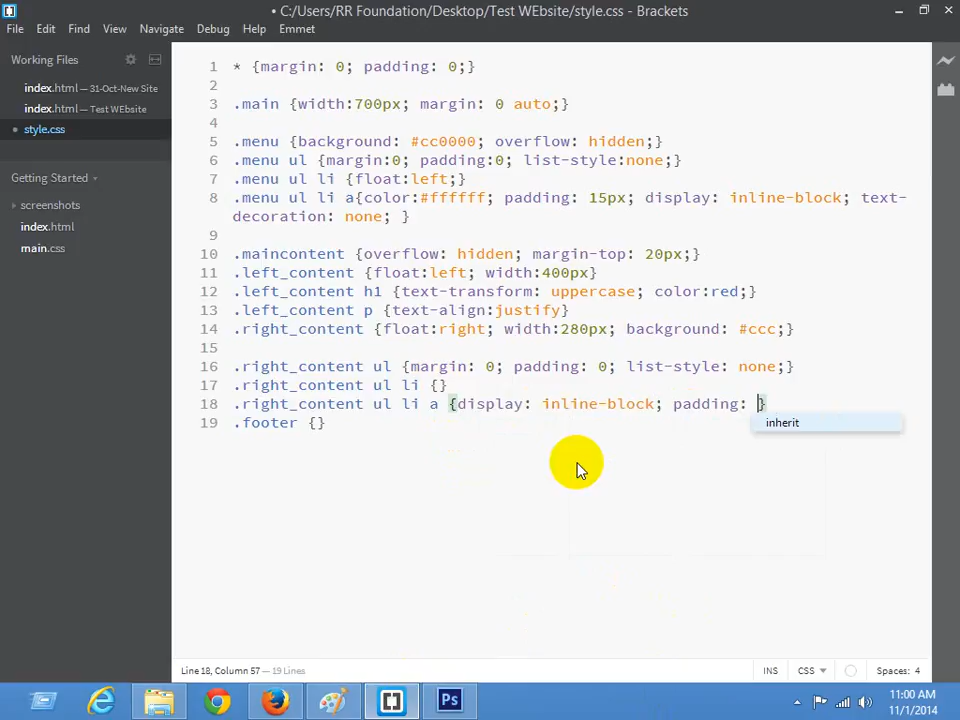 • C:/Users/RR Foundation/Desktop/Test WEbsite/style.css - Brackets
File Edit Find View Navigate Debug Help Emmet
Working Files
index.html — 31-Oct-New Site
index.html — Test WEbsite
style.css
Getting Started
screenshots
index.html
main.css
1 * {margin: 0; padding: 0;}
2
3 .main {width:700px; margin: 0 auto;}
4
5 .menu {background: #cc0000; overflow: hidden;}
6 .menu ul {margin:0; padding:0; list-style:none;}
7 .menu ul li {float:left;}
8 .menu ul li a{color:#ffffff; padding: 15px; display: inline-block; text-
decoration: none; }
9
10 .maincontent {overflow: hidden; margin-top: 20px;}
11 .left_content {float:left; width:400px}
12 .left_content h1 {text-transform: uppercase; color:red;}
13 .left_content p {text-align:justify}
14 .right_content {float:right; width:280px; background: #ccc;}
15
16 .right_content ul {margin: 0; padding: 0; list-style: none;}
17 .right_content ul li {}
18 .right_content ul li a {display: inline-block; padding: }
inherit
19 .footer {}
Line 18, Column 57 — 19 Lines
INS CSS Spaces: 4
Ps
11:00 AM
11/1/2014